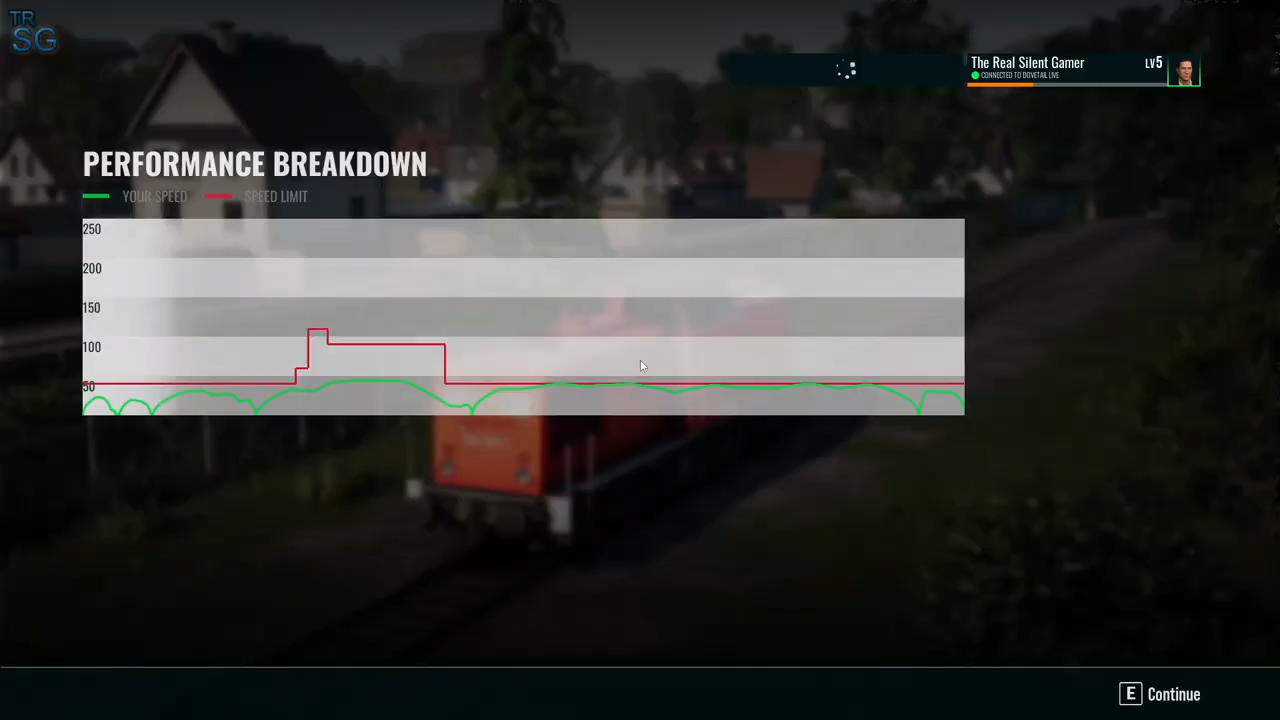 TR
SG
The Real Silent Gamer
LV5
CONNECTED TO DOVETAIL LIVE
PERFORMANCE BREAKDOWN
YOUR SPEED
SPEED LIMIT
250
200
150
100
50
E Continue